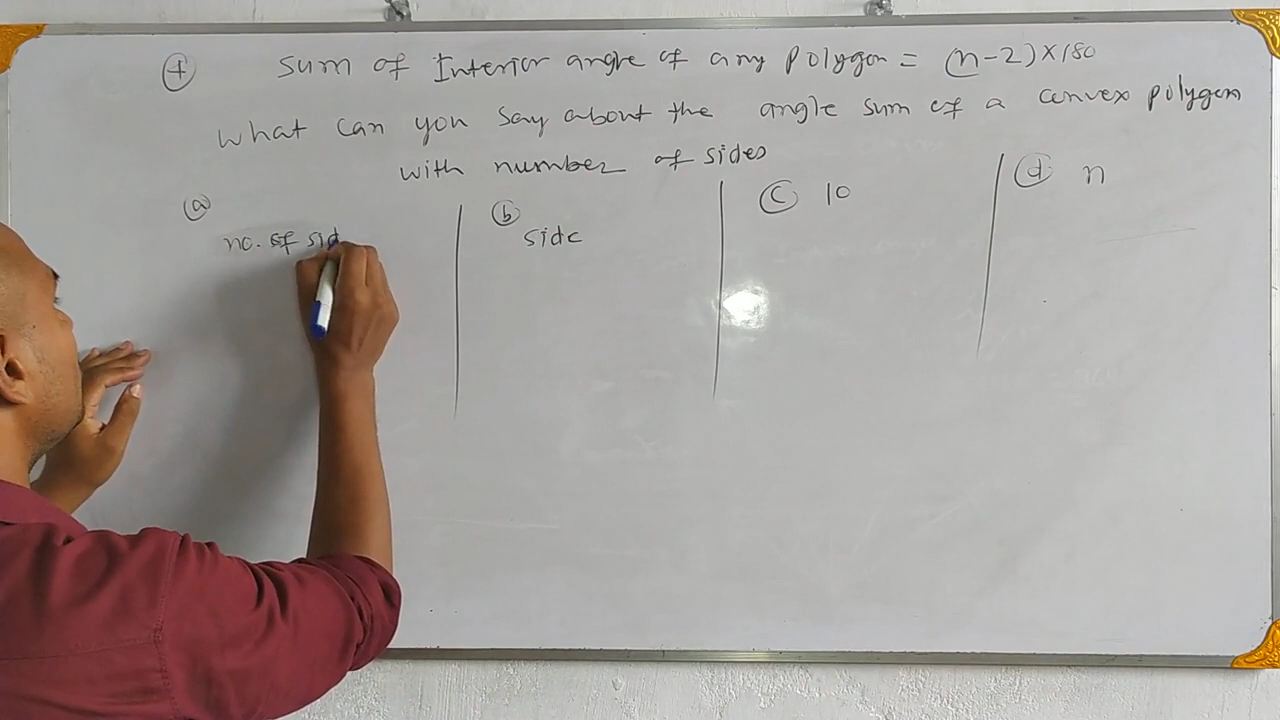 ④ Sum of Interior angle of any Polygon = (n-2)×180
What can you say about the angle sum of a convex polygon
with number of sides
ⓐ
no. of sid
ⓑ
side
ⓒ 10
ⓓ n